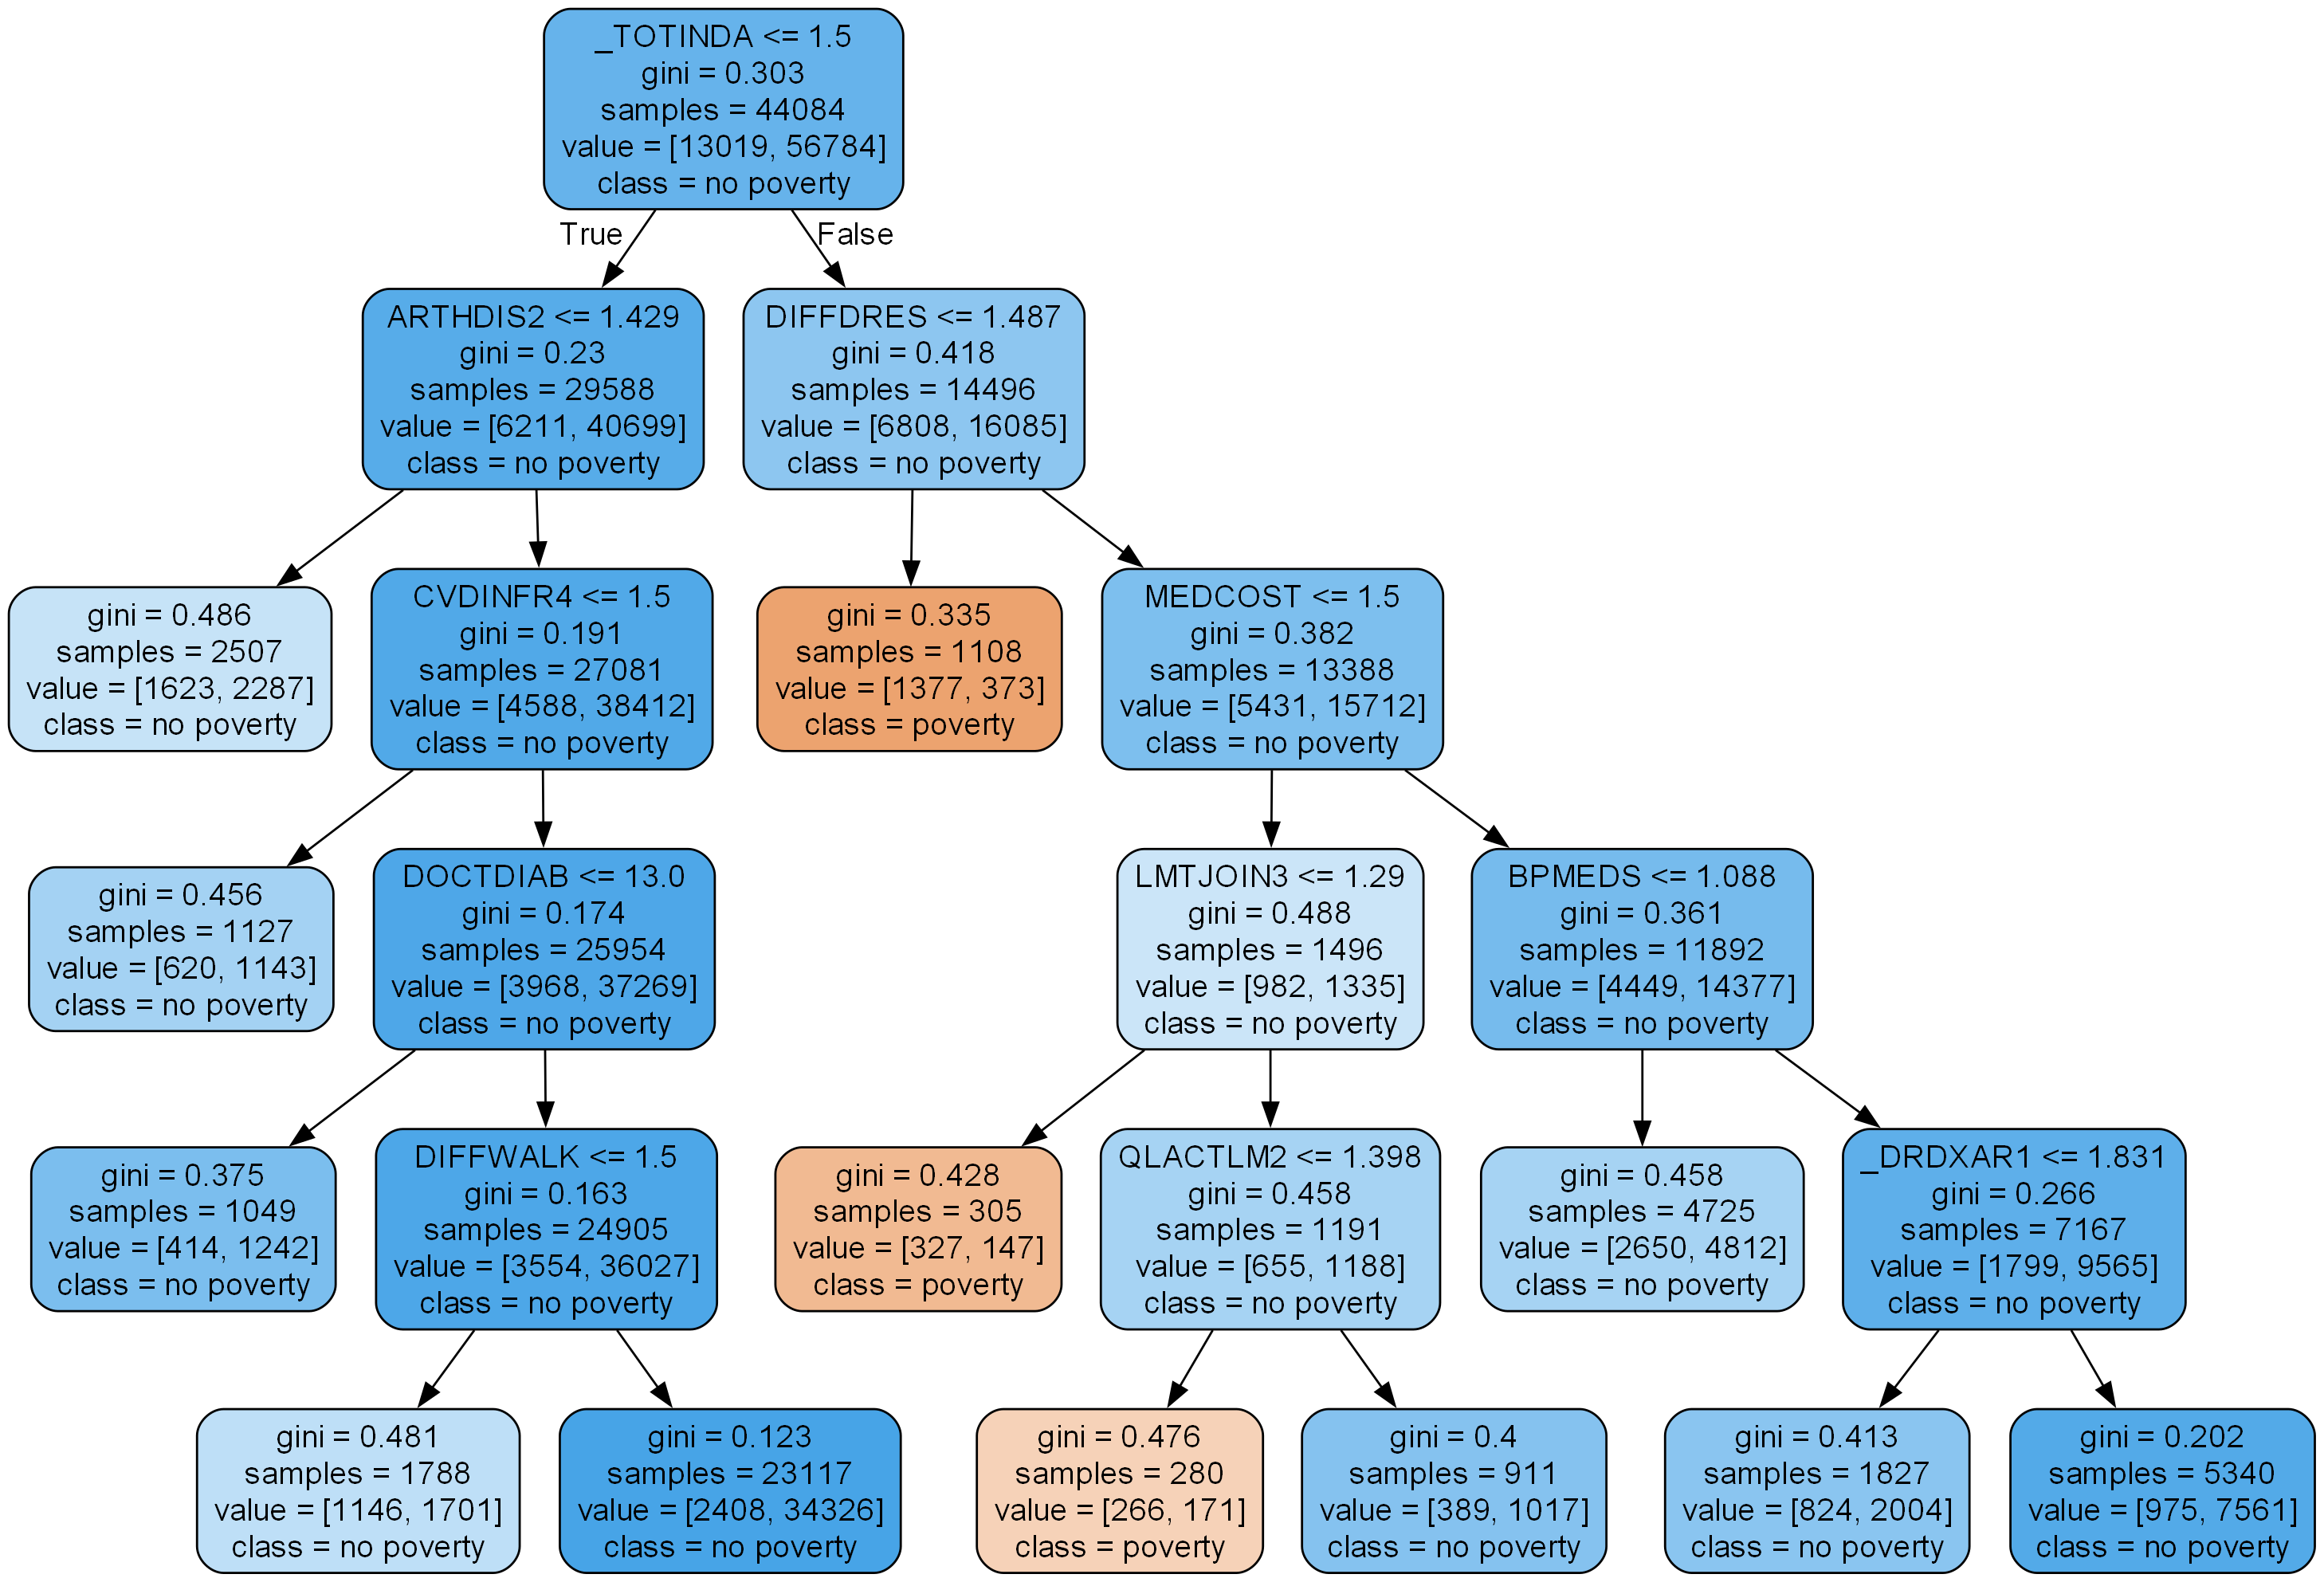 _TOTINDA <= 1.5
gini = 0.303
samples = 44084
value = [13019, 56784]
class = no poverty
True
False
ARTHDIS2 <= 1.429
gini = 0.23
samples = 29588
value = [6211, 40699]
class = no poverty
DIFFDRES <= 1.487
gini = 0.418
samples = 14496
value = [6808, 16085]
class = no poverty
gini = 0.486
samples = 2507
value = [1623, 2287]
class = no poverty
CVDINFR4 <= 1.5
gini = 0.191
samples = 27081
value = [4588, 38412]
class = no poverty
gini = 0.335
samples = 1108
value = [1377, 373]
class = poverty
MEDCOST <= 1.5
gini = 0.382
samples = 13388
value = [5431, 15712]
class = no poverty
gini = 0.456
samples = 1127
value = [620, 1143]
class = no poverty
DOCTDIAB <= 13.0
gini = 0.174
samples = 25954
value = [3968, 37269]
class = no poverty
LMTJOIN3 <= 1.29
gini = 0.488
samples = 1496
value = [982, 1335]
class = no poverty
BPMEDS <= 1.088
gini = 0.361
samples = 11892
value = [4449, 14377]
class = no poverty
gini = 0.375
samples = 1049
value = [414, 1242]
class = no poverty
DIFFWALK <= 1.5
gini = 0.163
samples = 24905
value = [3554, 36027]
class = no poverty
gini = 0.428
samples = 305
value = [327, 147]
class = poverty
QLACTLM2 <= 1.398
gini = 0.458
samples = 1191
value = [655, 1188]
class = no poverty
gini = 0.458
samples = 4725
value = [2650, 4812]
class = no poverty
_DRDXAR1 <= 1.831
gini = 0.266
samples = 7167
value = [1799, 9565]
class = no poverty
gini = 0.481
samples = 1788
value = [1146, 1701]
class = no poverty
gini = 0.123
samples = 23117
value = [2408, 34326]
class = no poverty
gini = 0.476
samples = 280
value = [266, 171]
class = poverty
gini = 0.4
samples = 911
value = [389, 1017]
class = no poverty
gini = 0.413
samples = 1827
value = [824, 2004]
class = no poverty
gini = 0.202
samples = 5340
value = [975, 7561]
class = no poverty